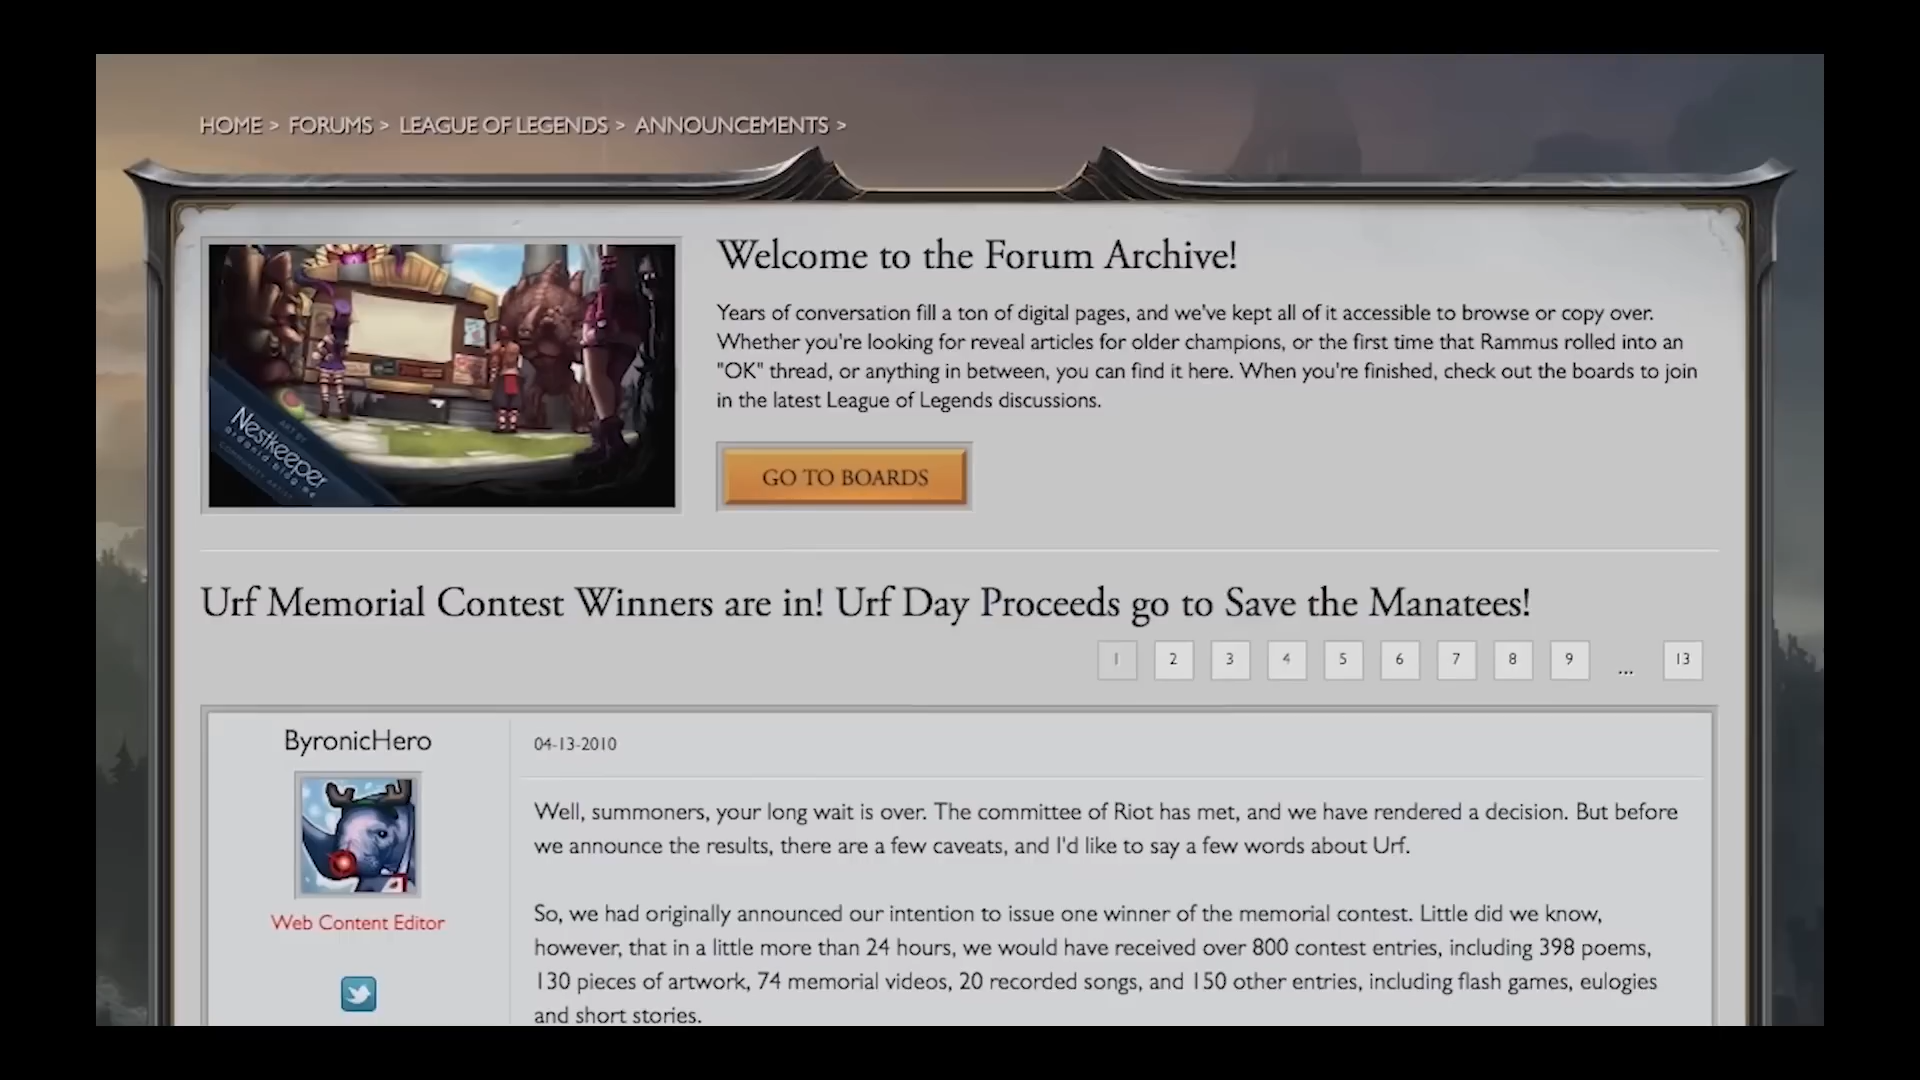 HOME > FORUMS > LEAGUE OF LEGENDS > ANNOUNCEMENTS >
Welcome to the Forum Archive!
Years of conversation fill a ton of digital pages, and we've kept all of it accessible to browse or copy over.
Whether you're looking for reveal articles for older champions, or the first time that Rammus rolled into an
"OK" thread, or anything in between, you can find it here. When you're finished, check out the boards to join
in the latest League of Legends discussions.
ART BY
Nestkeeper
COMMUNITY ARTIST
GO TO BOARDS
Urf Memorial Contest Winners are in! Urf Day Proceeds go to Save the Manatees!
1 2 3 4 5 6 7 8 9 ... 13
ByronicHero
04-13-2010
Web Content Editor
Well, summoners, your long wait is over. The committee of Riot has met, and we have rendered a decision. But before
we announce the results, there are a few caveats, and I'd like to say a few words about Urf.
So, we had originally announced our intention to issue one winner of the memorial contest. Little did we know,
however, that in a little more than 24 hours, we would have received over 800 contest entries, including 398 poems,
130 pieces of artwork, 74 memorial videos, 20 recorded songs, and 150 other entries, including flash games, eulogies
and short stories.